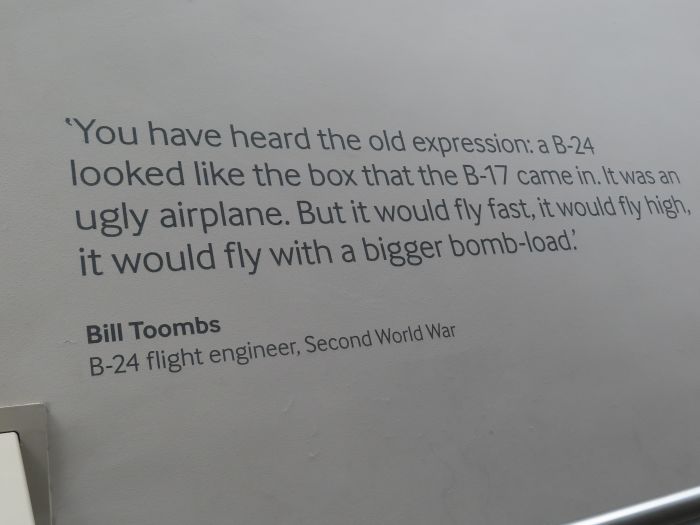 ‘You have heard the old expression: a B-24
looked like the box that the B-17 came in. It was an
ugly airplane. But it would fly fast, it would fly high,
it would fly with a bigger bomb-load.’
Bill Toombs
B-24 flight engineer, Second World War